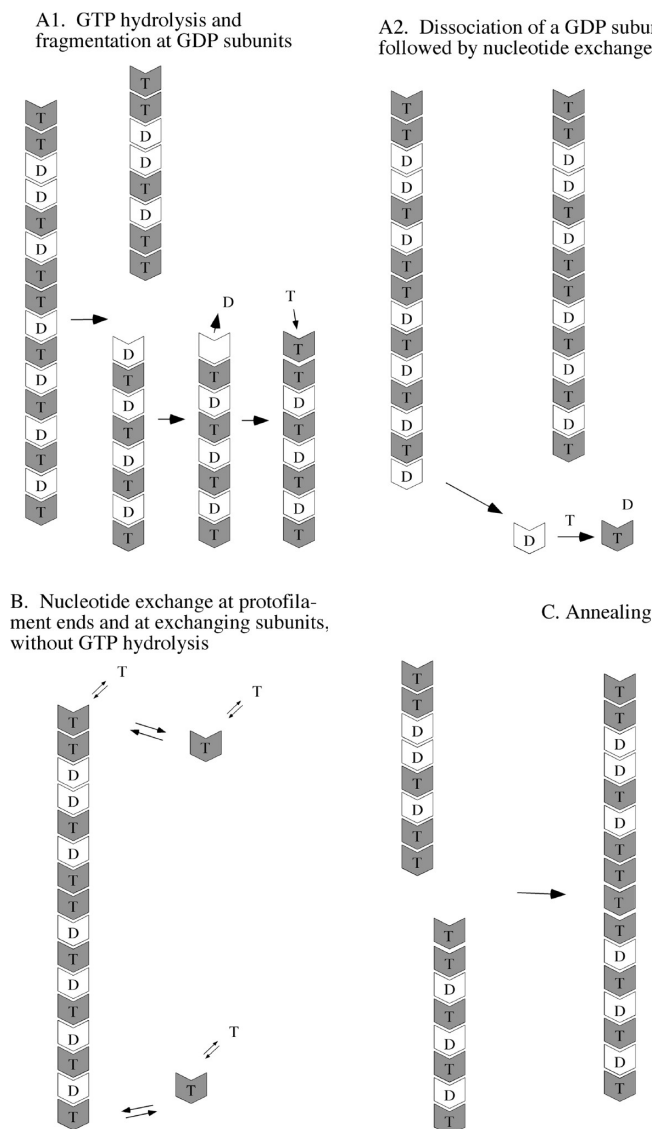 A1. GTP hydrolysis and
fragmentation at GDP subunits
T
T
D
D
T
D
T
T
D
T
D
T
D
T
D
T
T
T
D
D
T
D
T
T
D
T
D
T
D
T
D
T
D
T
D
T
D
T
D
T
T
T
T
D
T
D
T
D
T
A2. Dissociation of a GDP
followed by nucleotide exchange
T
T
D
D
T
D
T
T
D
T
D
T
D
T
D
T
T
D
D
T
D
T
T
D
T
D
T
D
T
D
T
D
T
B. Nucleotide exchange at protofila-
ment ends and at exchanging subunits,
without GTP hydrolysis
T
T
T
T
T
D
D
T
D
T
T
D
T
D
T
D
T
D
T
T
T
C. Annealing
T
T
D
D
T
D
T
T
T
T
D
T
D
T
D
T
T
T
D
D
T
D
T
T
T
T
D
T
D
T
D
T